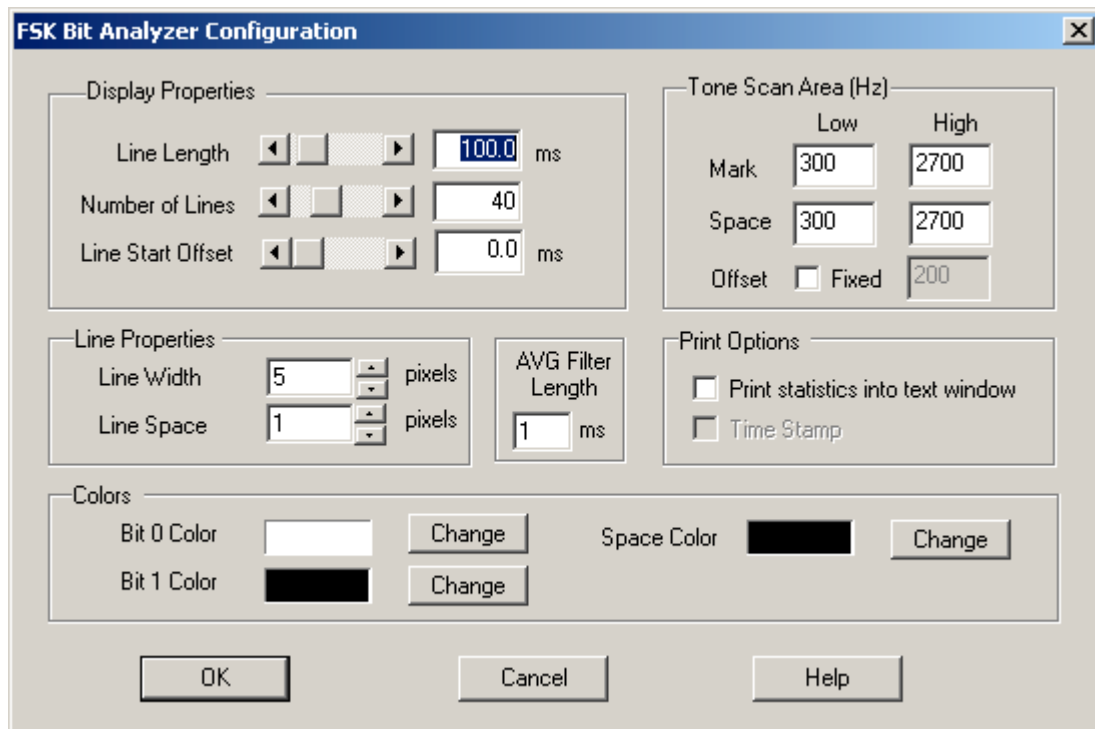 FSK Bit Analyzer Configuration
Display Properties
Line Length 100.0 ms
Number of Lines 40
Line Start Offset 0.0 ms
Tone Scan Area (Hz)
Low High
Mark 300 2700
Space 300 2700
Offset Fixed 200
Line Properties
Line Width 5 pixels
Line Space 1 pixels
AVG Filter
Length
1 ms
Print Options
Print statistics into text window
Time Stamp
Colors
Bit 0 Color Change Space Color Change
Bit 1 Color Change
OK Cancel Help